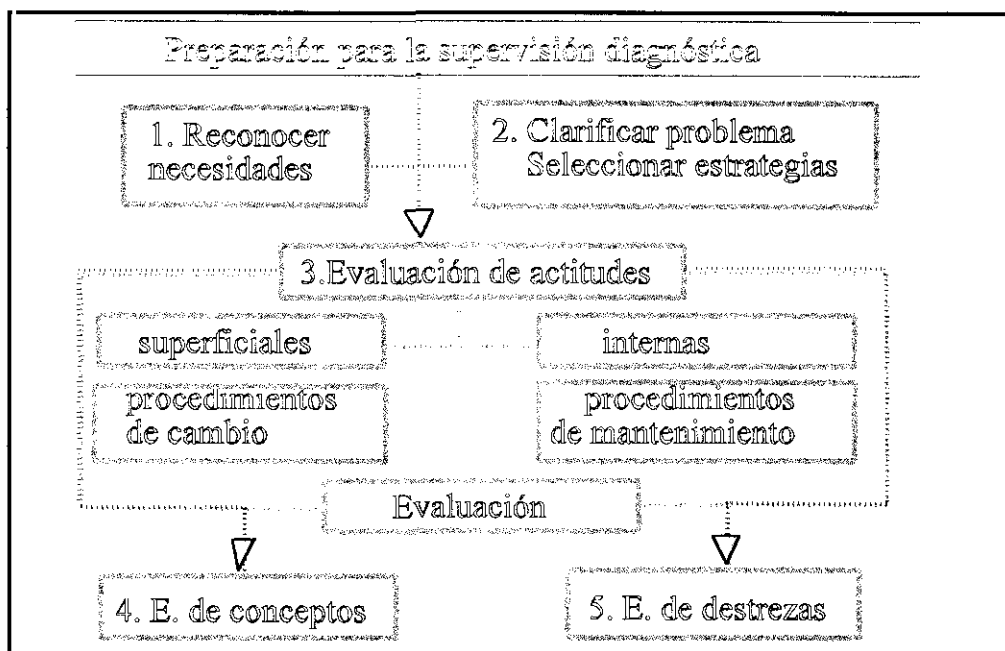 Preparación para la supervisión diagnóstica
1. Reconocer
necesidades
2. Clarificar problema
Seleccionar estrategias
3.Evaluación de actitudes
superficiales
internas
procedimientos
de cambio
procedimientos
de mantenimiento
Evaluación
4. E. de conceptos
5. E. de destrezas